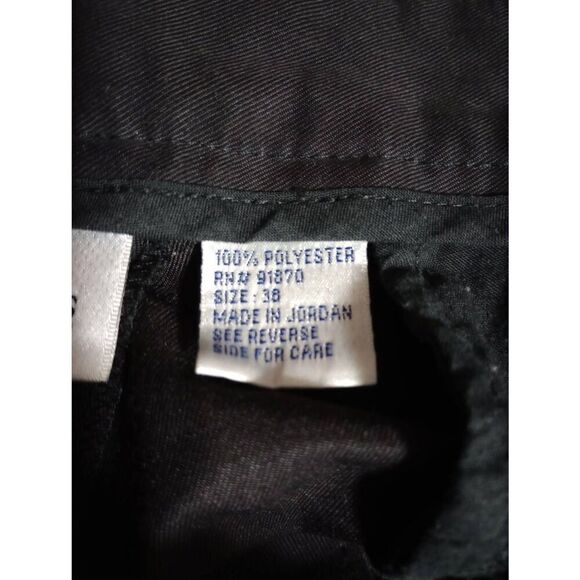 100% POLYESTER
RN# 91870
SIZE: 38
MADE IN JORDAN
SEE REVERSE
SIDE FOR CARE